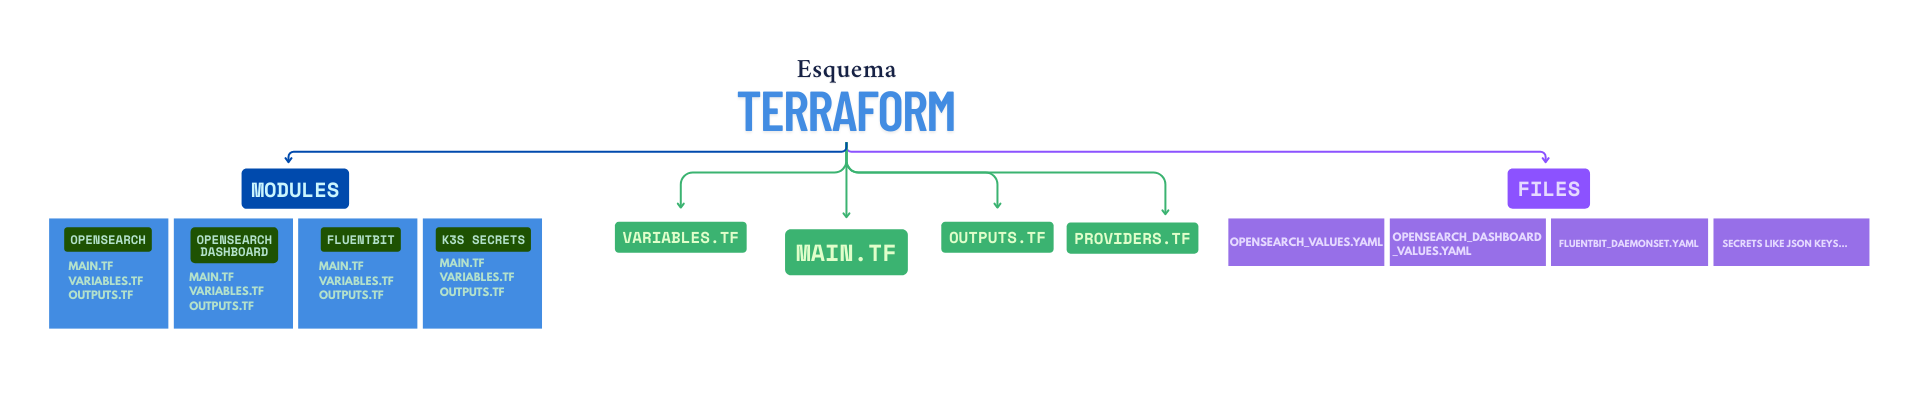 Esquema
TERRAFORM
MODULES
OPENSEARCH
MAIN.TF
VARIABLES.TF
OUTPUTS.TF
OPENSEARCH
DASHBOARD
MAIN.TF
VARIABLES.TF
OUTPUTS.TF
FLUENTBIT
MAIN.TF
VARIABLES.TF
OUTPUTS.TF
K3S SECRETS
MAIN.TF
VARIABLES.TF
OUTPUTS.TF
VARIABLES.TF
MAIN.TF
OUTPUTS.TF
PROVIDERS.TF
FILES
OPENSEARCH_VALUES.YAML
OPENSEARCH_DASHBOARD
_VALUES.YAML
FLUENTBIT_DAEMONSET.YAML
SECRETS LIKE JSON KEYS...